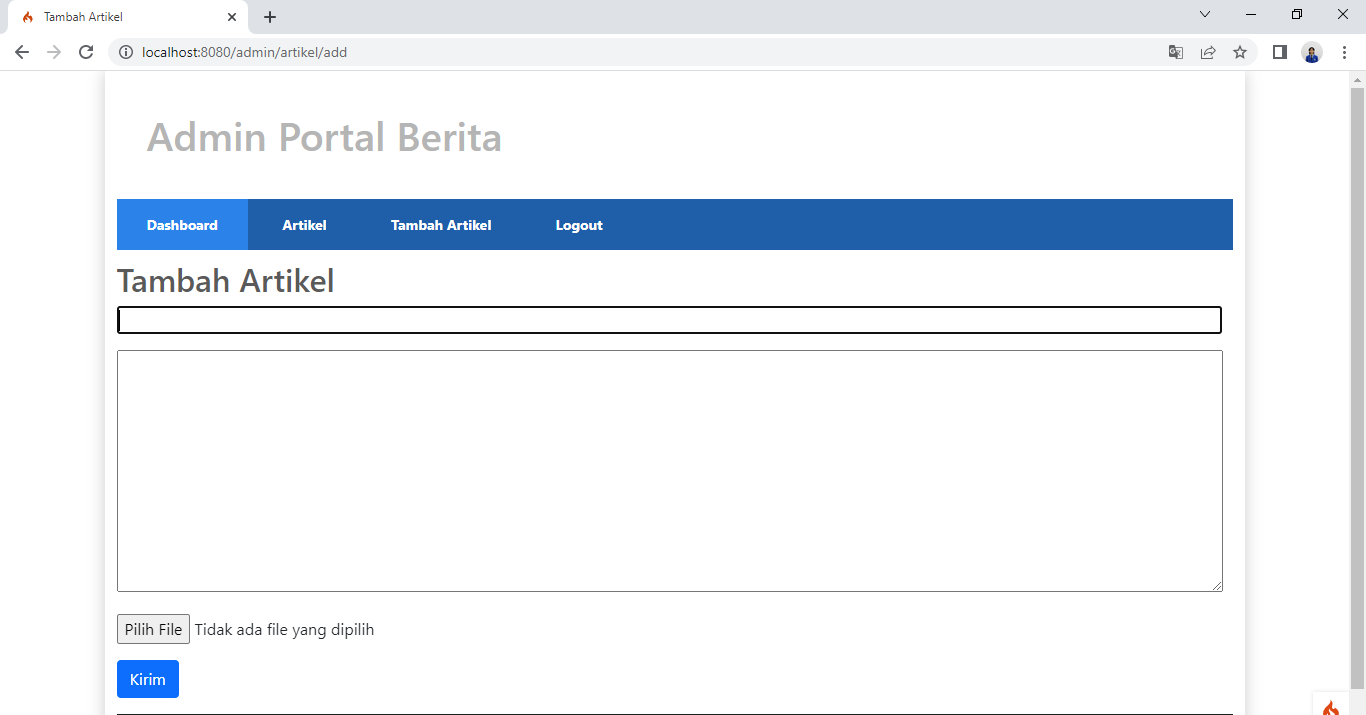 Tambah Artikel
localhost:8080/admin/artikel/add
Admin Portal Berita
Dashboard Artikel Tambah Artikel Logout
Tambah Artikel
Pilih File Tidak ada file yang dipilih
Kirim